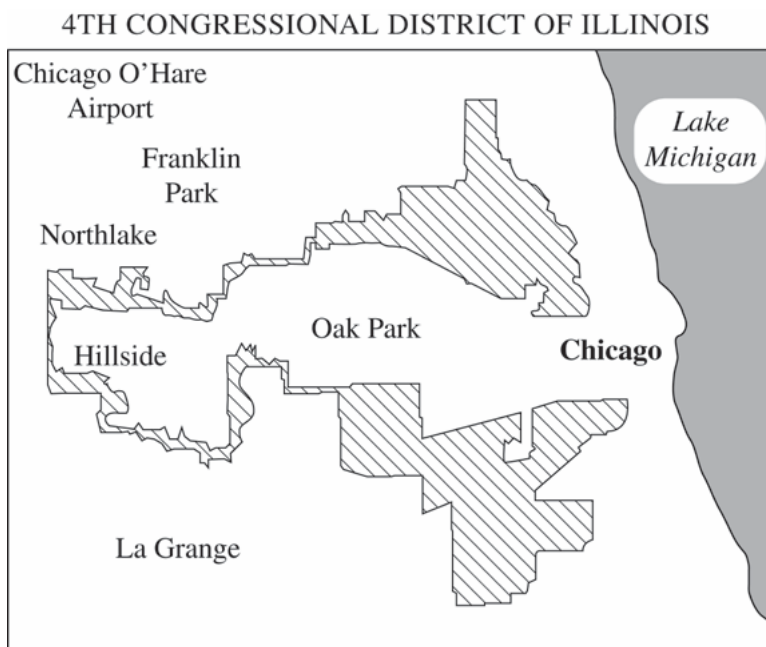 4TH CONGRESSIONAL DISTRICT OF ILLINOIS
Chicago O'Hare
Airport
Lake
Michigan
Franklin
Park
Northlake
Oak Park
Hillside
Chicago
La Grange